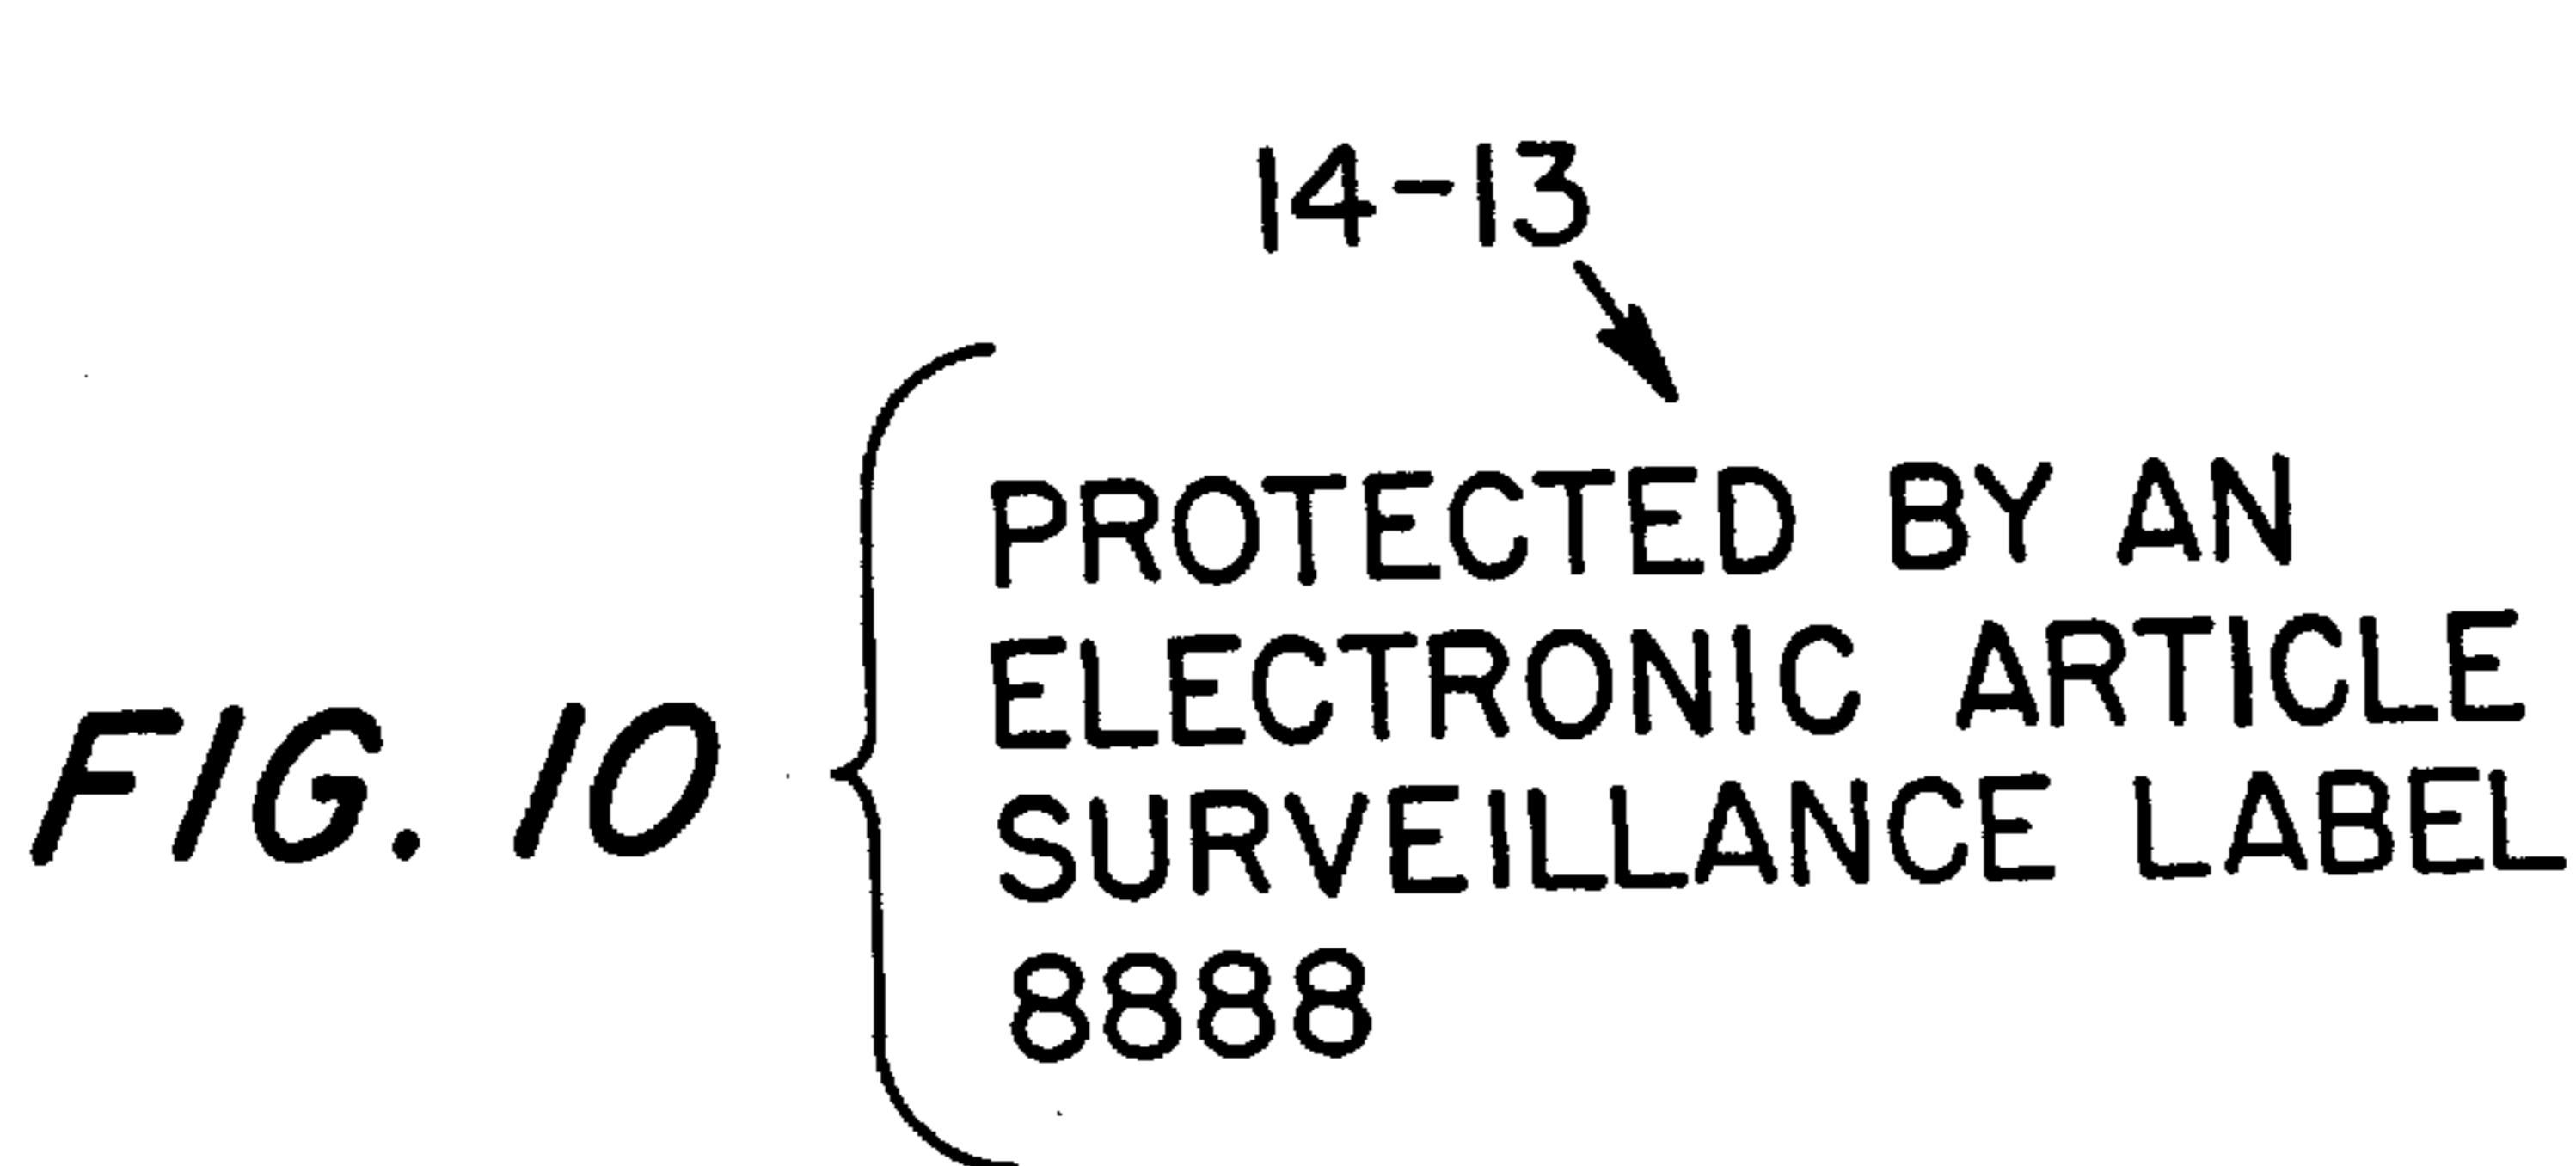 14-13
PROTECTED BY AN
ELECTRONIC ARTICLE
SURVEILLANCE LABEL
8888
FIG. 10